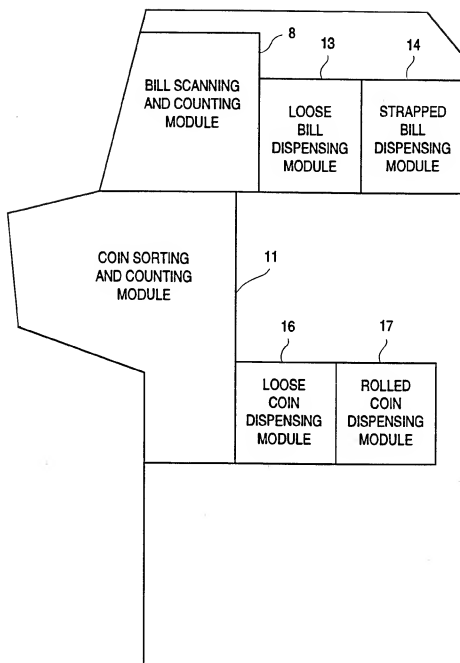 8
13
14
BILL SCANNING
AND COUNTING
MODULE
LOOSE
BILL
DISPENSING
MODULE
STRAPPED
BILL
DISPENSING
MODULE
COIN SORTING
AND COUNTING
MODULE
11
16
17
LOOSE
COIN
DISPENSING
MODULE
ROLLED
COIN
DISPENSING
MODULE